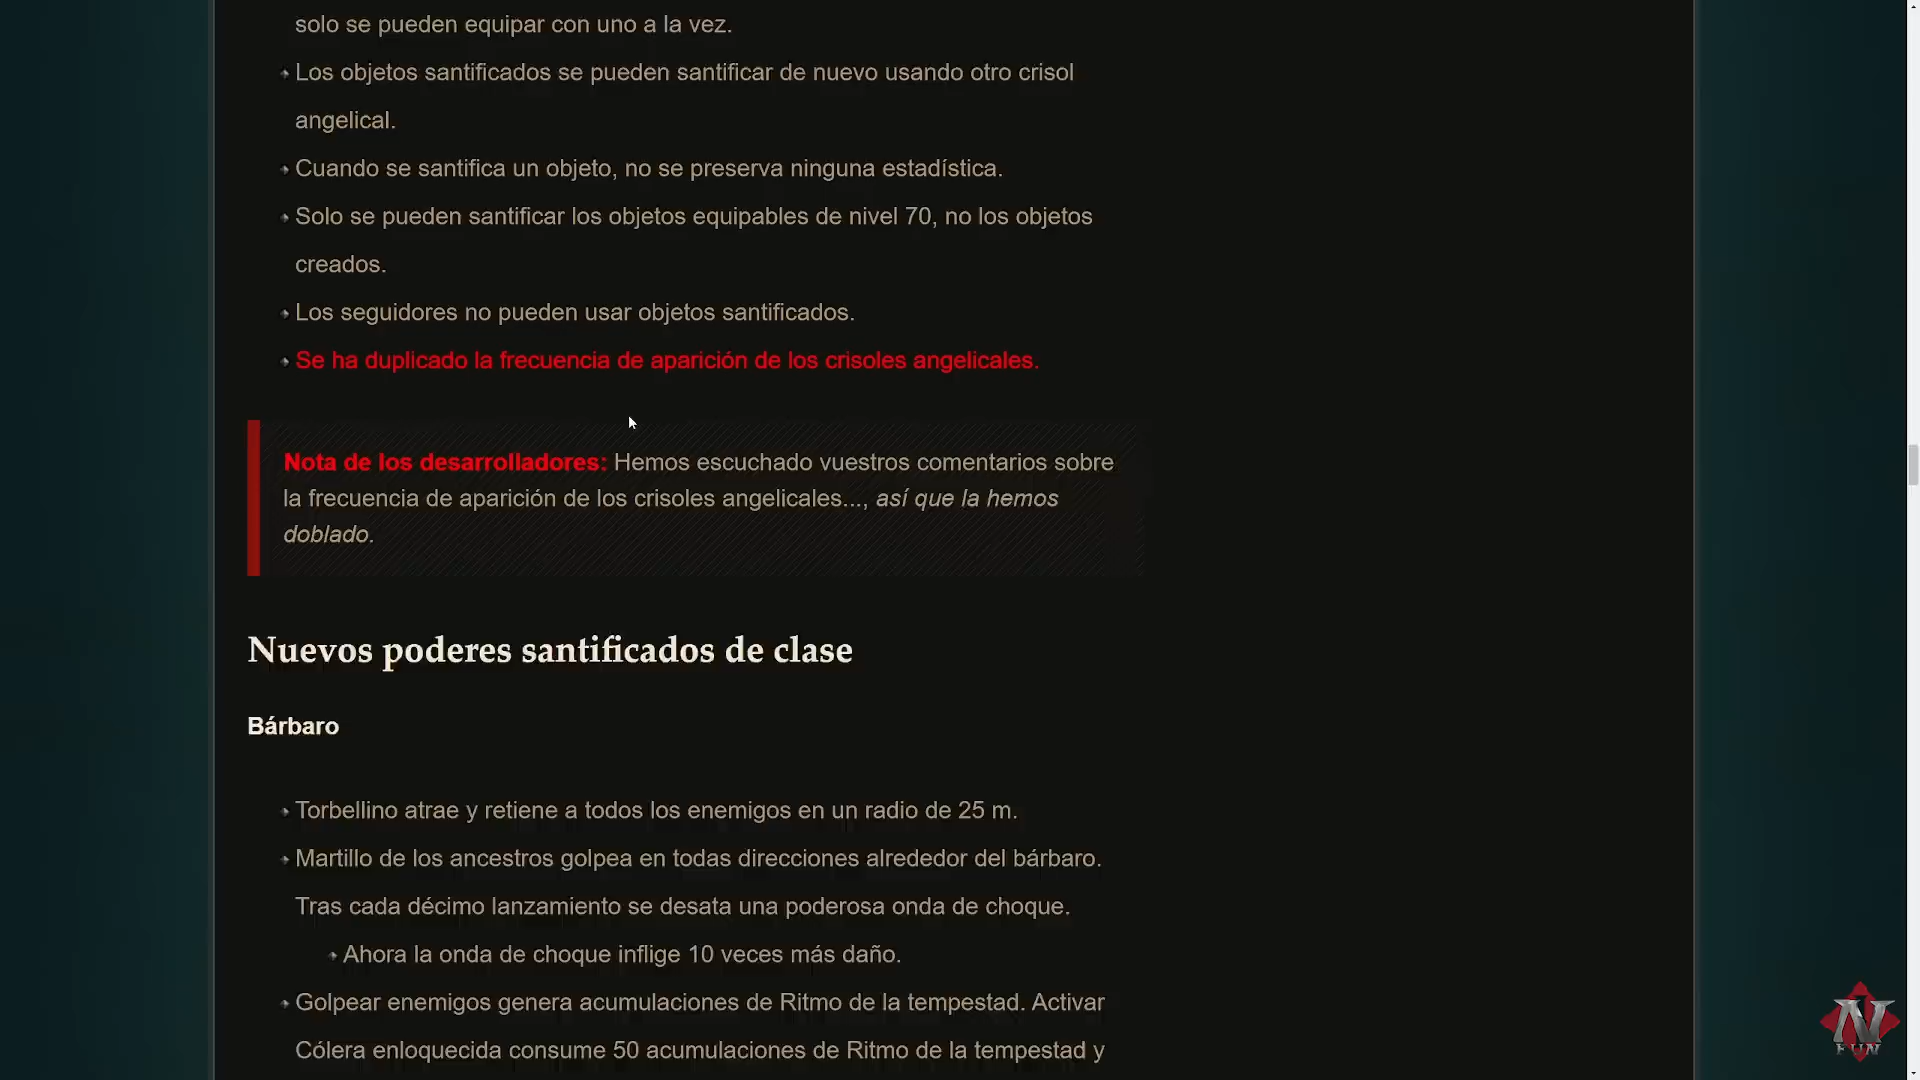 solo se pueden equipar con uno a la vez.
Los objetos santificados se pueden santificar de nuevo usando otro crisol
angelical.
Cuando se santifica un objeto, no se preserva ninguna estadística.
Solo se pueden santificar los objetos equipables de nivel 70, no los objetos
creados.
Los seguidores no pueden usar objetos santificados.
Se ha duplicado la frecuencia de aparición de los crisoles angelicales.
Nota de los desarrolladores: Hemos escuchado vuestros comentarios sobre
la frecuencia de aparición de los crisoles angelicales..., así que la hemos
doblado.
Nuevos poderes santificados de clase
Bárbaro
Torbellino atrae y retiene a todos los enemigos en un radio de 25 m.
Martillo de los ancestros golpea en todas direcciones alrededor del bárbaro.
Tras cada décimo lanzamiento se desata una poderosa onda de choque.
Ahora la onda de choque inflige 10 veces más daño.
Golpear enemigos genera acumulaciones de Ritmo de la tempestad. Activar
Cólera enloquecida consume 50 acumulaciones de Ritmo de la tempestad y
N
FUN